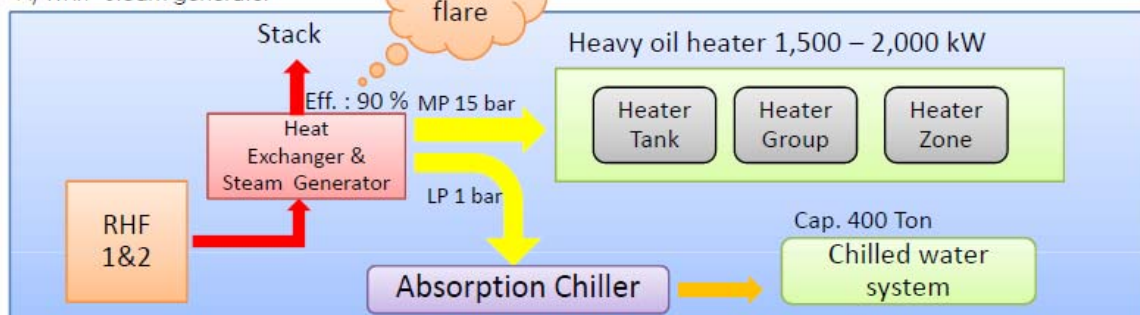 flare
Stack
Heavy oil heater 1,500 – 2,000 kW
Eff. : 90 %
MP 15 bar
Heater
Tank
Heater
Group
Heater
Zone
Heat
Exchanger &
Steam Generator
LP 1 bar
RHF
1&2
Cap. 400 Ton
Chilled water
system
Absorption Chiller